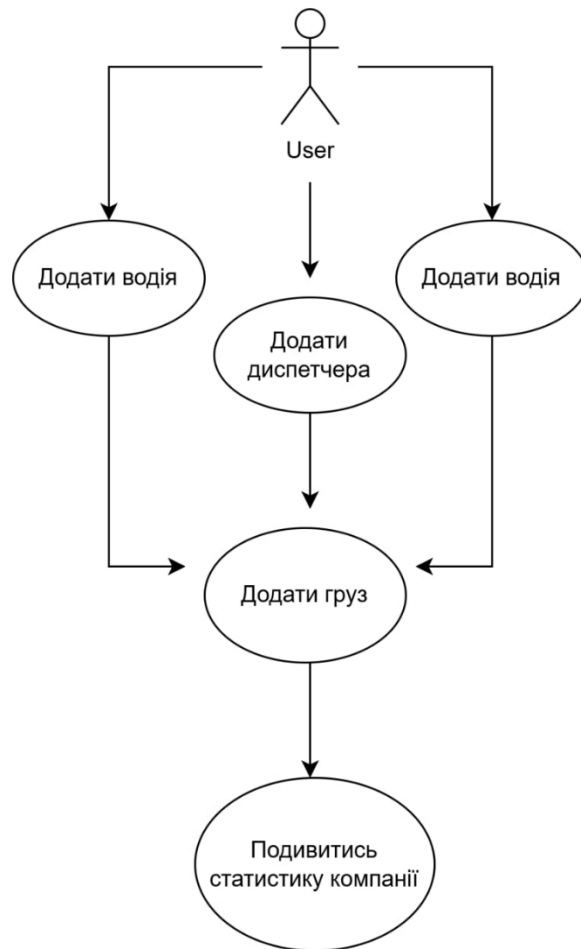 User
Додати водія
Додати водія
Додати
диспетчера
Додати груз
Подивитись
статистику компанії